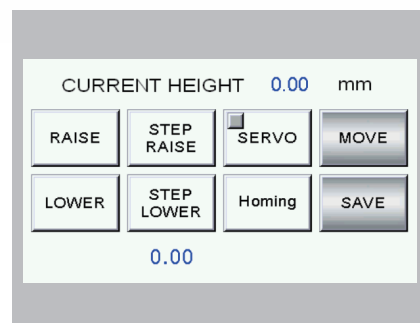 CURRENT HEIGHT 0.00 mm
RAISE
STEP
RAISE
SERVO
MOVE
LOWER
STEP
LOWER
Homing
SAVE
0.00